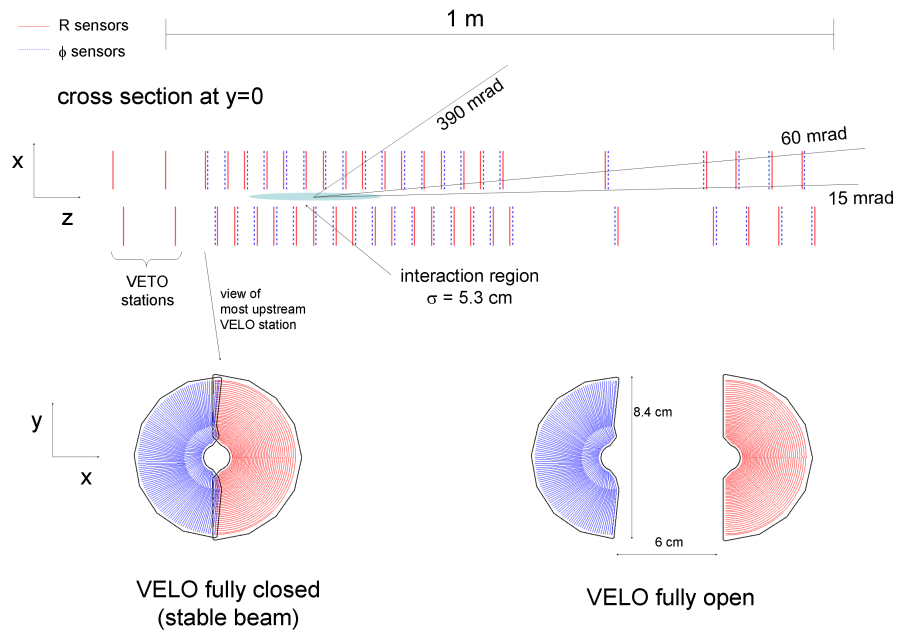 R sensors
ϕ sensors
1 m
cross section at y=0
390 mrad
60 mrad
15 mrad
x
z
VETO
stations
view of
most upstream
VELO station
interaction region
σ = 5.3 cm
y
x
8.4 cm
6 cm
VELO fully closed
(stable beam)
VELO fully open